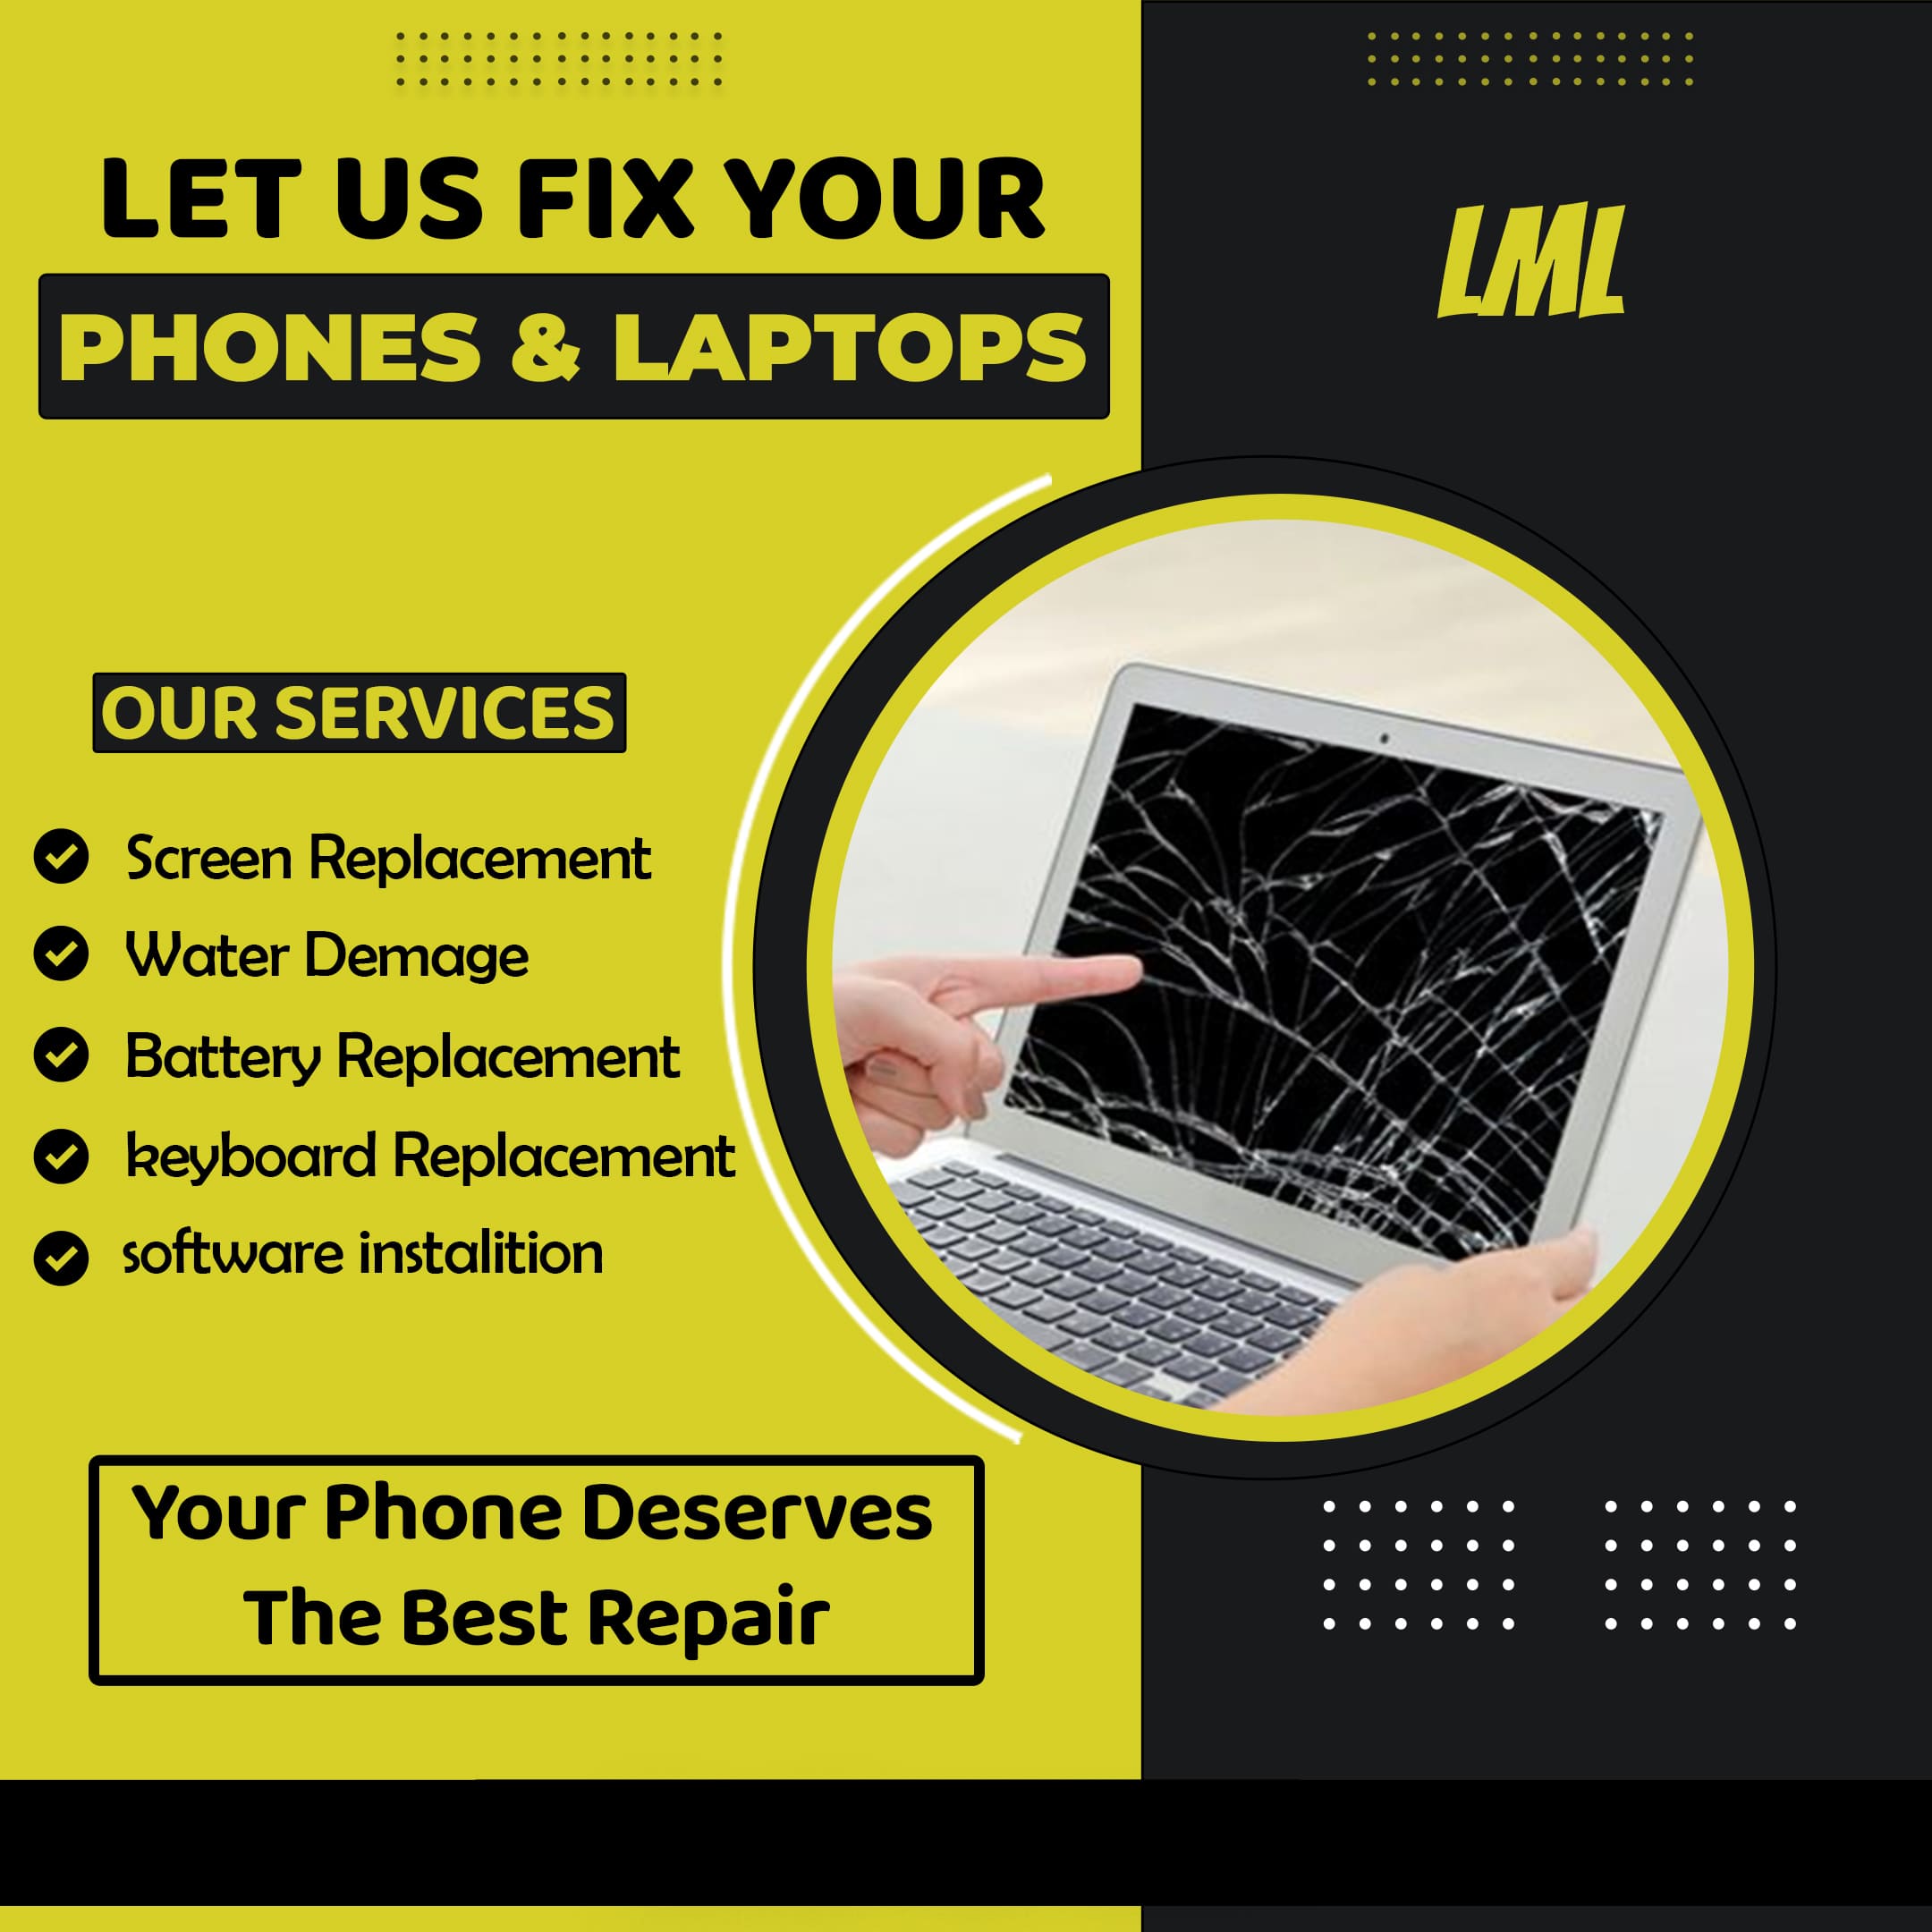 LET US FIX YOUR
PHONES & LAPTOPS
LML
OUR SERVICES
Screen Replacement
Water Demage
Battery Replacement
keyboard Replacement
software instalition
Your Phone Deserves
The Best Repair